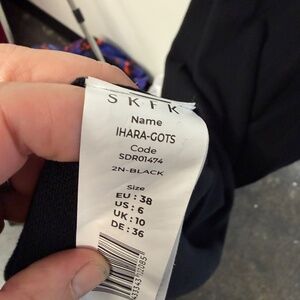 SKFK
Name
IHARA-GOTS
Code
SDR01474
2N-BLACK
Size
EU : 38
US : 6
UK : 10
DE : 36